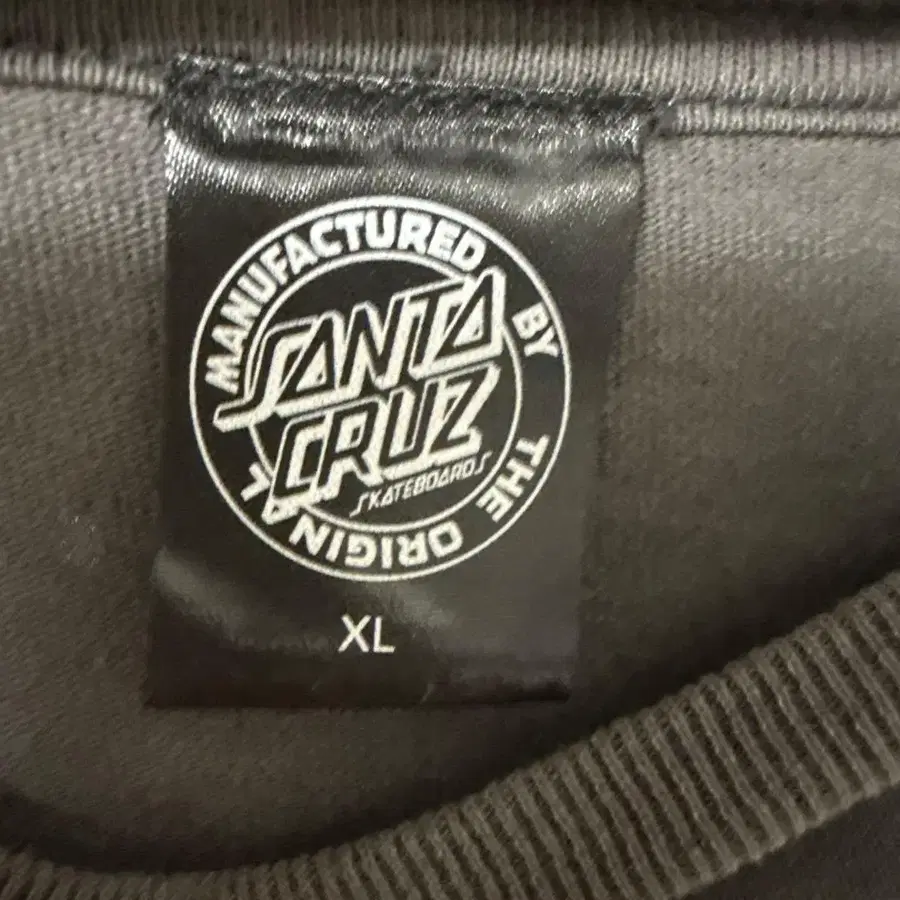 MANUFACTURED BY THE ORIGINAL
SANTA
CRUZ
SKATEBOARDS
XL